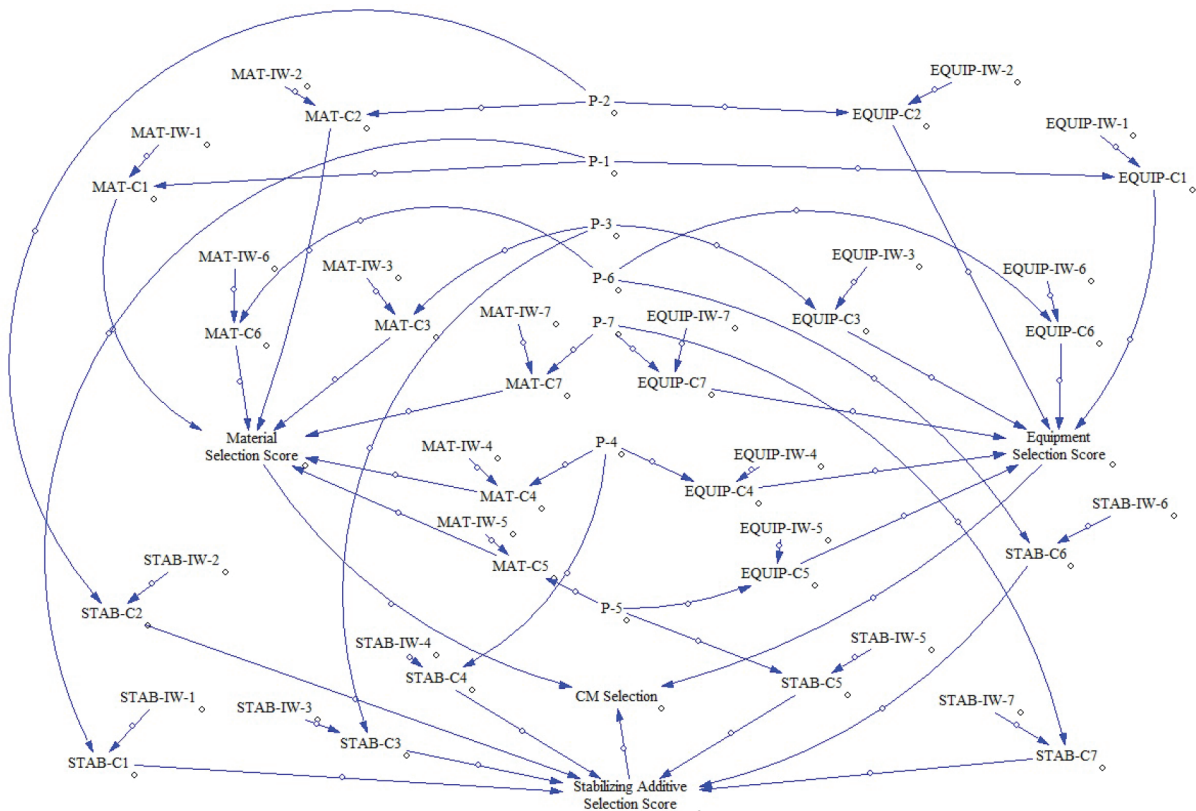 MAT-IW-2
P-2
EQUIP-IW-2
MAT-C2
EQUIP-C2
MAT-IW-1
EQUIP-IW-1
P-1
MAT-C1
EQUIP-C1
P-3
MAT-IW-6
MAT-IW-3
EQUIP-IW-3
EQUIP-IW-6
P-6
MAT-IW-7
EQUIP-IW-7
MAT-C6
MAT-C3
P-7
EQUIP-C3
EQUIP-C6
MAT-C7
EQUIP-C7
Material
Selection Score
Equipment
Selection Score
MAT-IW-4
P-4
EQUIP-IW-4
MAT-C4
EQUIP-C4
STAB-IW-6
MAT-IW-5
EQUIP-IW-5
STAB-C6
STAB-IW-2
MAT-C5
EQUIP-C5
STAB-C2
P-5
STAB-IW-4
STAB-IW-5
STAB-C4
STAB-C5
STAB-IW-1
CM Selection
STAB-IW-7
STAB-IW-3
STAB-C3
STAB-C1
STAB-C7
Stabilizing Additive
Selection Score